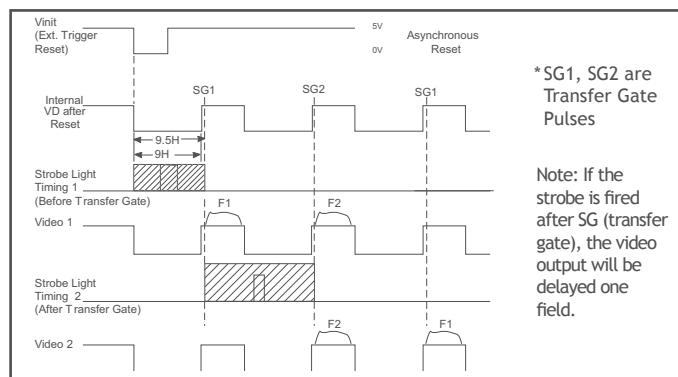 Vinit
(Ext. Trigger
Reset)
5V
0V
Asynchronous
Reset
SG1
SG2
SG1
Internal
VD after
Reset
9.5H
9H
Strobe Light
Timing 1
(Before Transfer Gate)
F1
F2
Video 1
Strobe Light
Timing 2
(After Transfer Gate)
F2
F1
Video 2
*SG1, SG2 are
Transfer Gate
Pulses
Note: If the
strobe is fired
after SG (transfer
gate), the video
output will be
delayed one
field.